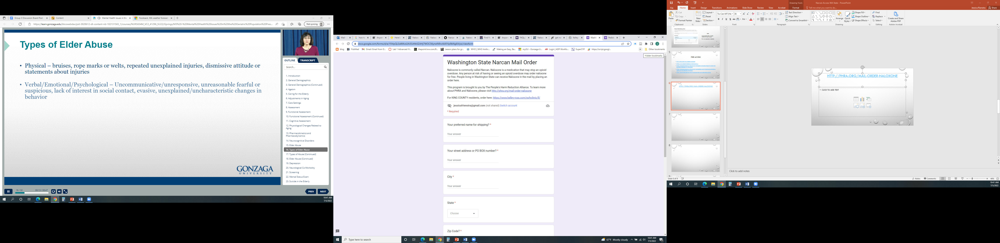 Group 3 Discussion Board Post -
Content
Mental Health Issues in the
Nooksack, WA weather forecast
https://learn.gonzaga.edu/bbcswebdav/pid-3828612-dt-content-rid-102131565_1/courses/NURS654M_VC2_41296_SU22/iSprings/M3%20-%20Mental%20Health%20Issues%20in%20the%20Geriatric%20Population%20Pres...
Not syncing
Types of Elder Abuse
• Physical – bruises, rope marks or welts, repeated unexplained injuries, dismissive attitude or
statements about injuries
• Verbal/Emotional/Psychological – Uncommunicative/unresponsive, unreasonable fearful or
suspicious, lack of interest in social contact, evasive, unexplained/uncharacteristic changes in
behavior
GONZAGA
UNIVERSITY
OUTLINE TRANSCRIPT
Search...
1. Introduction
2. General Demographics
3. General Demographics (Continued)
4. Ageism
5. Caring for the Elderly
6. Adjustments in Aging
7. Care Settings
8. Assessment
9. Functional Assessment
10. Functional Assessment (Continued)
11. Cognitive Assessment
12. Physiological Changes Related to
Aging
13. Pharmacokinetics and
Pharmacodynamics
14. Neurocognitive Disorders
15. Elder Abuse
16. Types of Elder Abuse
17. Types of Abuse (Continued)
18. Elder Abuse (Continued)
19. Depression
20. Neurological Co-Morbidity
21. Screening
22. Mental Status Exam
23. Suicide in the Elderly
16 / 32 00:13 / 00:47
PREV NEXT
10:41 AM
7/5/2022
Mail - how t Anyon Here's Nalox Nalox Narca Nalox Find N Anyon FAQs_ Nalox get na Kelley Washi Pedidc
blog PubMed Gmail: Email from G... Lab 1 Advanced IV... thepoint.lww.com/B... Lesson plans for gr... WHO | WHO Anthr... Making an Easy, Ba... myGU - Gonzaga U... Login | ADP Workfo... SuperCYP https://script.googl... Other bookmarks
Hidden bookmarks
Washington State Narcan Mail Order
Naloxone is commonly called Narcan. Naloxone is a medication that may stop an opioid
overdose. Any person at risk of having or seeing an opioid overdose may order naloxone
for free. People living in Washington State can receive Naloxone in the mail by placing an
order here.
This program is brought to you by The People's Harm Reduction Alliance. To learn more
about PHRA and Naloxone, please visit http://phra.org/mail-order-naloxone
For KING COUNTY residents, order here: https://www.kelley-ross.com/polyclinic/ll/
jessicafrienstra@gmail.com (not shared) Switch account
* Required
Your preferred name for shipping? *
Your answer
Your street address or PO BOX number? *
Your answer
City *
Your answer
State *
Choose
Zip Code? *
Type here to search
67°F Mostly cloudy
10:41 AM
7/5/2022
Drawing Tools
Narcan Access WA State - PowerPoint
File Home Insert Design Transitions Animations Slide Show Review View Acrobat Format Tell me what you want to do...
Jessica Rienstra Share
Paste
Cut
Copy
Format Painter
Clipboard
New
Slide
Layout
Reset
Section
Slides
Tw Cen MT (He 36
Font
Text Direction
Align Text
Convert to SmartArt
Paragraph
Arrange
Quick
Styles
Shape Fill
Shape Outline
Shape Effects
Drawing
Find
Replace
Select
Editing
Create and Share
Adobe PDF
Adobe Acrobat
5
FREE ACCESS
6
HTTP://PHRA.ORG/MAIL-ORDER-NALOXONE
7
8
9
HTTP://PHRA.ORG/MAIL-ORDER-NALOXONE
• CLICK TO ADD TEXT
Click to add notes
Slide 6 of 9
Notes Comments
46%
10:41 AM
7/5/2022